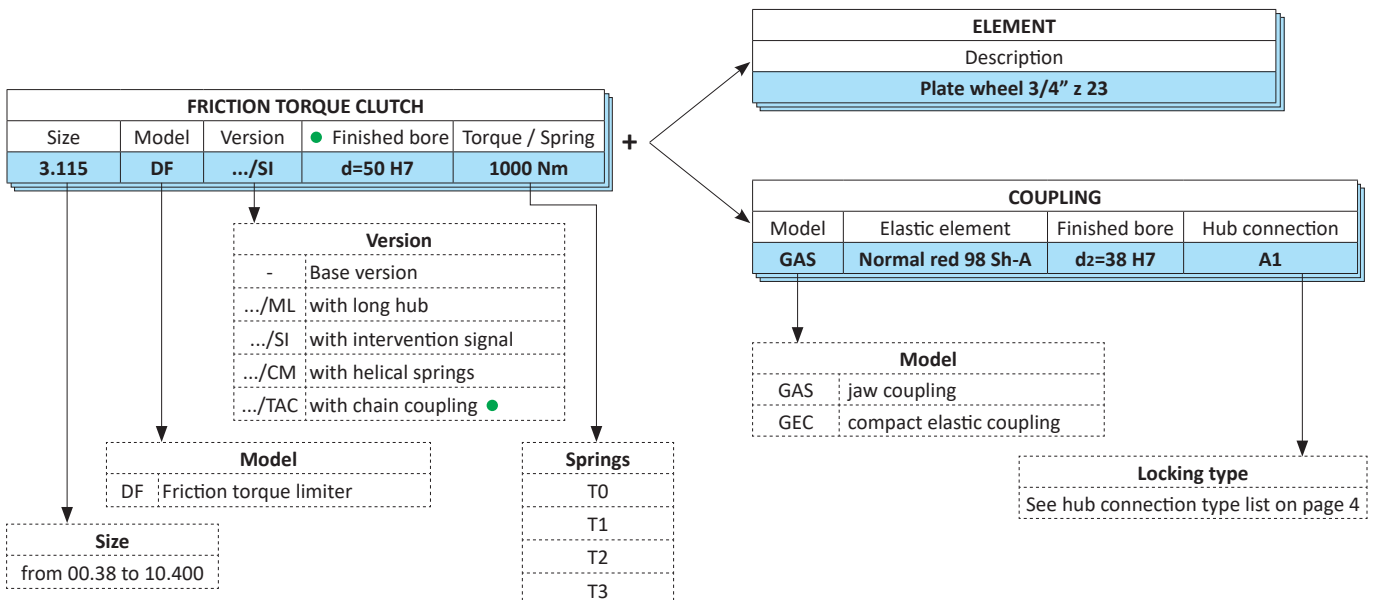 ELEMENT
Description
Plate wheel 3/4” z 23
FRICTION TORQUE CLUTCH
Size Model Version ● Finished bore Torque / Spring
3.115 DF .../SI d=50 H7 1000 Nm
+
COUPLING
Model Elastic element Finished bore Hub connection
GAS Normal red 98 Sh-A d2=38 H7 A1
Version
- Base version
.../ML with long hub
.../SI with intervention signal
.../CM with helical springs
.../TAC with chain coupling ●
Model
GAS jaw coupling
GEC compact elastic coupling
Model
DF Friction torque limiter
Springs
T0
T1
T2
T3
Locking type
See hub connection type list on page 4
Size
from 00.38 to 10.400